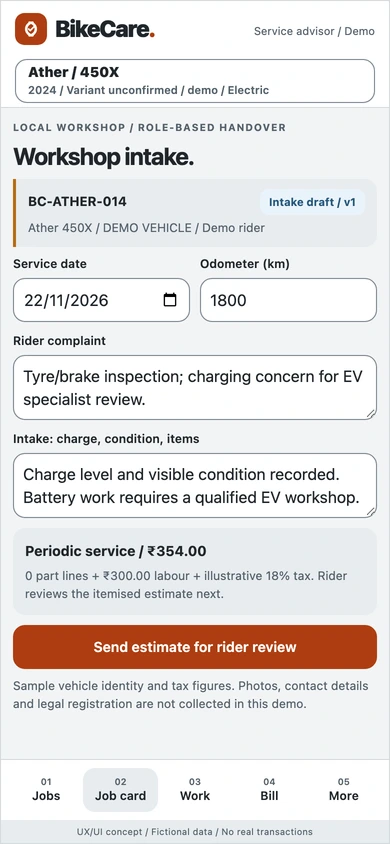 BikeCare.
Service advisor / Demo
Ather / 450X
2024 / Variant unconfirmed / demo / Electric
LOCAL WORKSHOP / ROLE-BASED HANDOVER
Workshop intake.
BC-ATHER-014
Intake draft / v1
Ather 450X / DEMO VEHICLE / Demo rider
Service date
Odometer (km)
22/11/2026
1800
Rider complaint
Tyre/brake inspection; charging concern for EV
specialist review.
Intake: charge, condition, items
Charge level and visible condition recorded.
Battery work requires a qualified EV workshop.
Periodic service / ₹354.00
0 part lines + ₹300.00 labour + illustrative 18% tax. Rider
reviews the itemised estimate next.
Send estimate for rider review
Sample vehicle identity and tax figures. Photos, contact details
and legal registration are not collected in this demo.
01
Jobs
02
Job card
03
Work
04
Bill
05
More
UX/UI concept / Fictional data / No real transactions